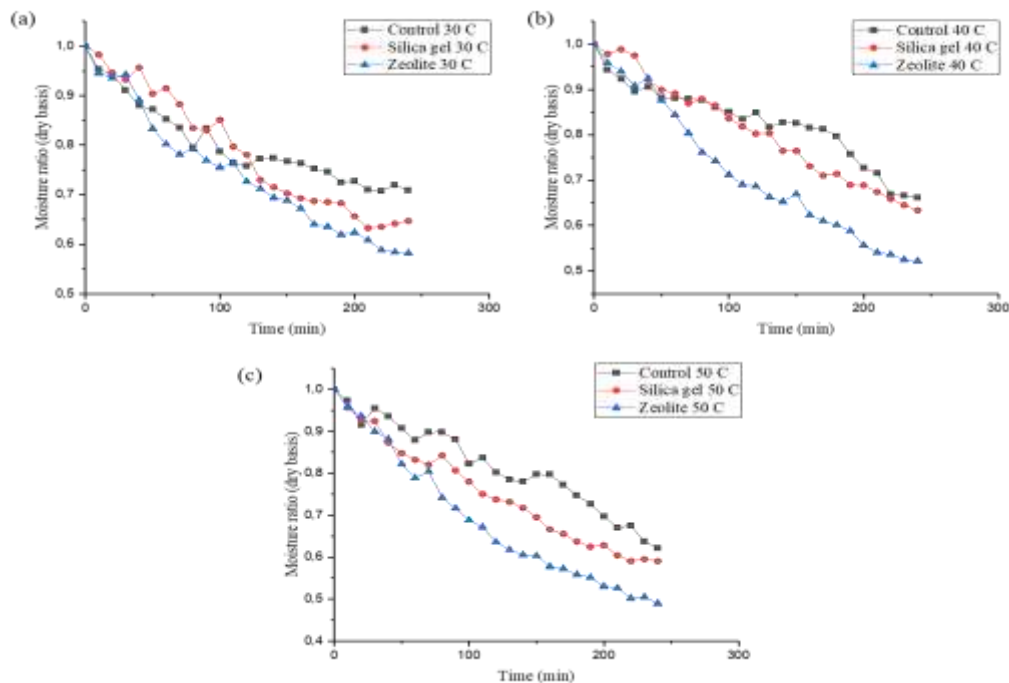 (a)
Control 30 C
Silica gel 30 C
Zeolite 30 C
1,0
0,9
0,8
0,7
0,6
0,5
Moisture ratio (dry basis)
0
100
200
300
Time (min)
(b)
Control 40 C
Silica gel 40 C
Zeolite 40 C
1,0
0,9
0,8
0,7
0,6
0,5
Moisture ratio (dry basis)
0
100
200
300
Time (min)
(c)
Control 50 C
Silica gel 50 C
Zeolite 50 C
1,0
0,9
0,8
0,7
0,6
0,5
0,4
Moisture ratio (dry basis)
0
100
200
300
Time (min)